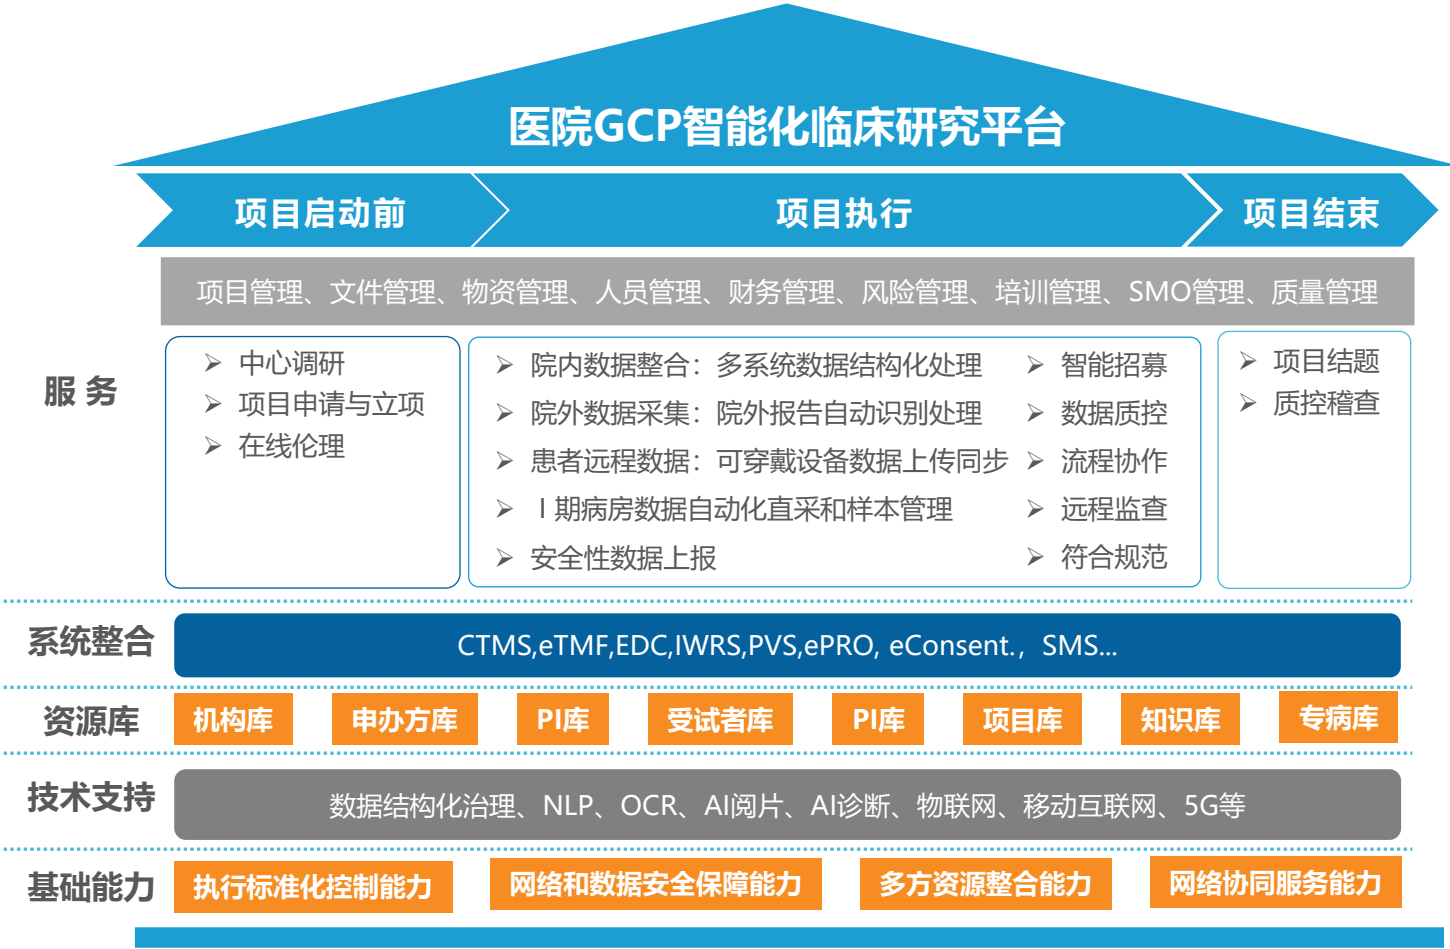 医院GCP智能化临床研究平台
项目启动前
项目执行
项目结束
项目管理、文件管理、物资管理、人员管理、财务管理、风险管理、培训管理、SMO管理、质量管理
服 务
中心调研
项目申请与立项
在线伦理
院内数据整合：多系统数据结构化处理
院外数据采集：院外报告自动识别处理
患者远程数据：可穿戴设备数据上传同步
Ⅰ期病房数据自动化直采和样本管理
安全性数据上报
智能招募
数据质控
流程协作
远程监查
符合规范
项目结题
质控稽查
系统整合
CTMS,eTMF,EDC,IWRS,PVS,ePRO, eConsent.，SMS...
资源库
机构库
申办方库
PI库
受试者库
PI库
项目库
知识库
专病库
技术支持
数据结构化治理、NLP、OCR、AI阅片、AI诊断、物联网、移动互联网、5G等
基础能力
执行标准化控制能力
网络和数据安全保障能力
多方资源整合能力
网络协同服务能力